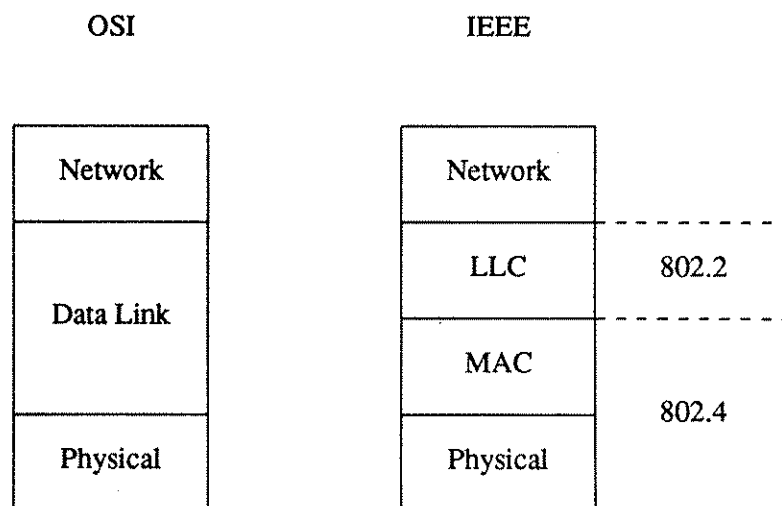 OSI
IEEE
Network
Network
LLC
802.2
Data Link
MAC
802.4
Physical
Physical